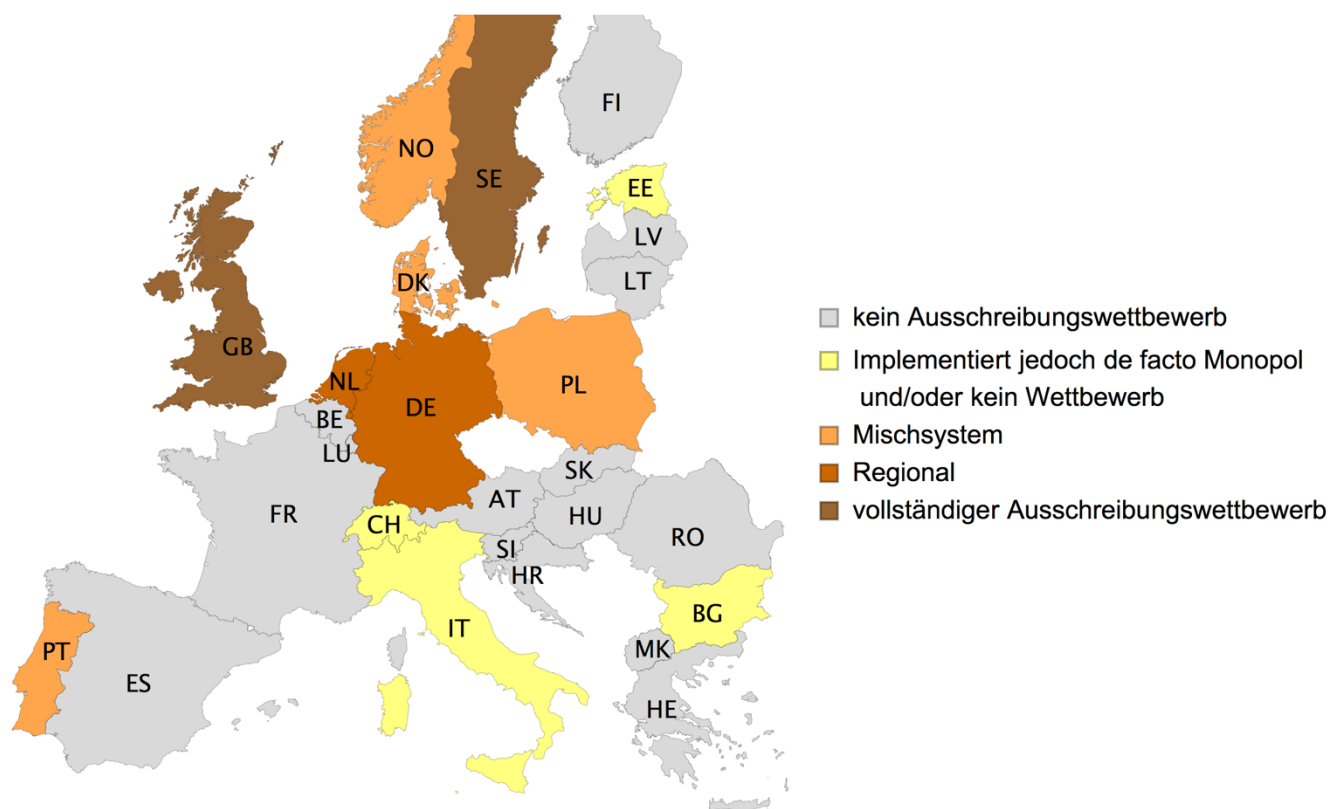 FI
NO
SE
EE
LV
DK
LT
GB
NL
DE
PL
BE
LU
SK
AT
FR
CH
HU
SI
RO
HR
BG
IT
MK
PT
ES
HE
kein Ausschreibungswettbewerb
Implementiert jedoch de facto Monopol
und/oder kein Wettbewerb
Mischsystem
Regional
vollständiger Ausschreibungswettbewerb